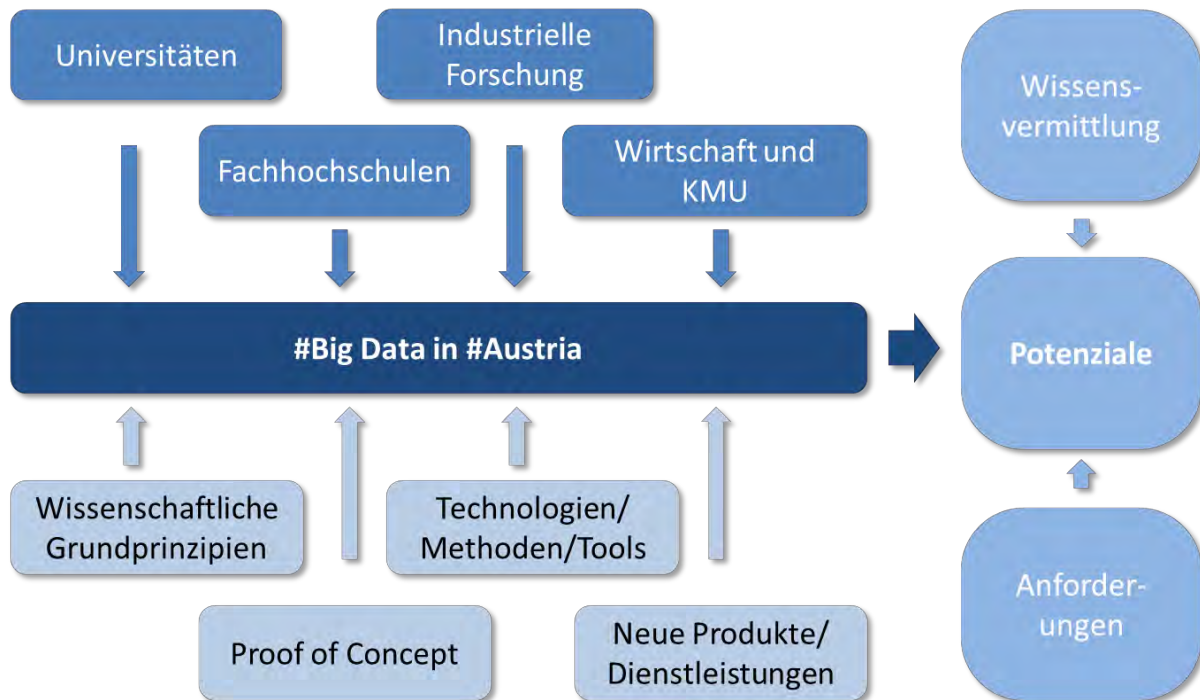 Universitäten
Industrielle
Forschung
Wissens-
vermittlung
Fachhochschulen
Wirtschaft und
KMU
#Big Data in #Austria
Potenziale
Wissenschaftliche
Grundprinzipien
Technologien/
Methoden/Tools
Anforder-
ungen
Proof of Concept
Neue Produkte/
Dienstleistungen